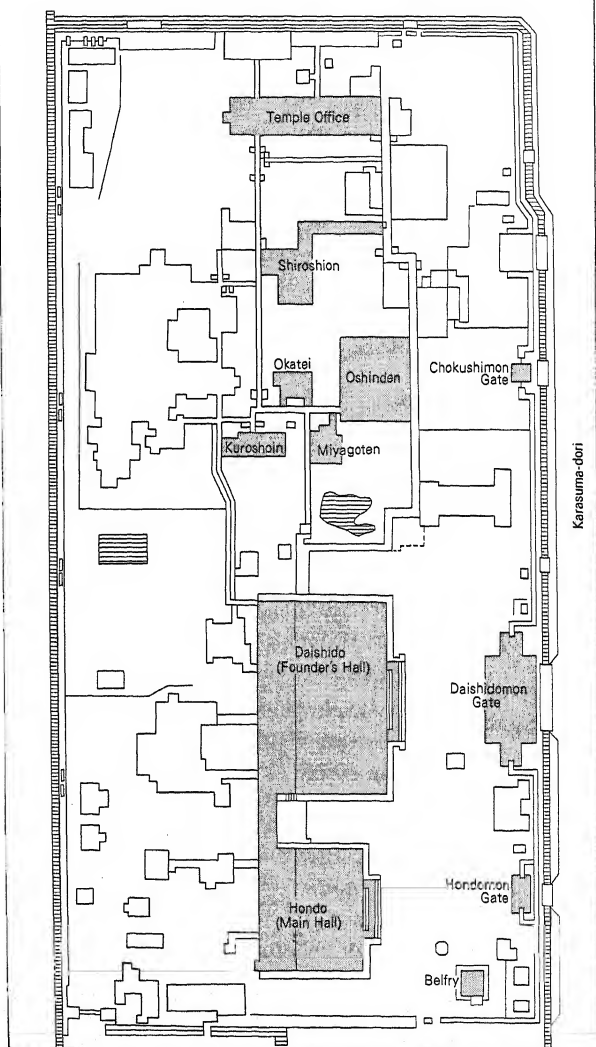 Temple Office
Shiroshion
Okatei
Oshinden
Chokushimon
Gate
Kuroshoin
Miyagoten
Karasuma-dori
Daishido
(Founder's Hall)
Daishidomon
Gate
Hondomon
Gate
Hondo
(Main Hall)
Belfry